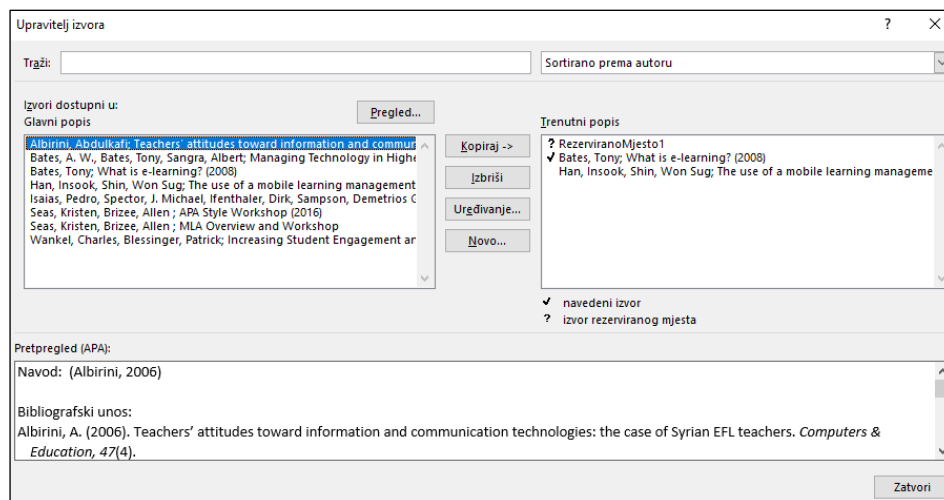 Upravitelj izvora
?
Traži:
Sortirano prema autoru
Izvori dostupni u:
Glavni popis
Pregled...
Albirini, Abdulkafi; Teachers' attitudes toward information and commun
Bates, A. W., Bates, Tony, Sangra, Albert; Managing Technology in Highe
Bates, Tony; What is e-learning? (2008)
Han, Insook, Shin, Won Sug; The use of a mobile learning management
Isaias, Pedro, Spector, J. Michael, Ifenthaler, Dirk, Sampson, Demetrios G
Seas, Kristen, Brizee, Allen ; APA Style Workshop (2016)
Seas, Kristen, Brizee, Allen ; MLA Overview and Workshop
Wankel, Charles, Blessinger, Patrick; Increasing Student Engagement an
Kopiraj ->
Izbriši
Uređivanje...
Novo...
Trenutni popis
? RezerviranoMjesto1
✓ Bates, Tony; What is e-learning? (2008)
Han, Insook, Shin, Won Sug; The use of a mobile learning manageme
✓ navedeni izvor
? izvor rezerviranog mjesta
Pretpregled (APA):
Navod: (Albirini, 2006)
Bibliografski unos:
Albirini, A. (2006). Teachers' attitudes toward information and communication technologies: the case of Syrian EFL teachers. Computers &
Education, 47(4).
Zatvori